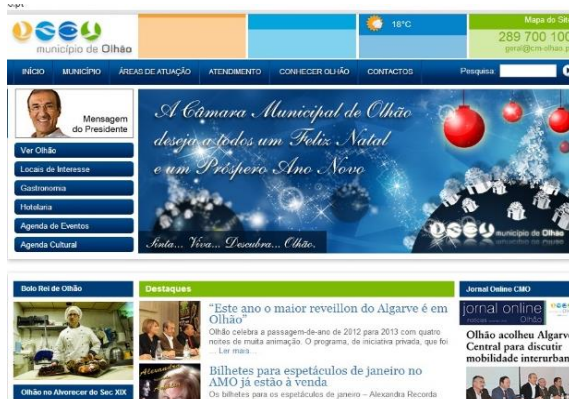 município de Olhão
18°C
Mapa do Site
289 700 100
geral@cm-olhao.p
INÍCIO MUNICÍPIO ÁREAS DE ATUAÇÃO ATENDIMENTO CONHECER OLHÃO CONTACTOS Pesquisa:
Mensagem
do Presidente
Ver Olhão
Locais de Interesse
Gastronomia
Hotelaria
Agenda de Eventos
Agenda Cultural
A Câmara Municipal de Olhão
deseja a todos um Feliz Natal
e um Próspero Ano Novo
Sinta... Viva... Descubra... Olhão.
município de Olhão
Bolo Rei de Olhão
Olhão no Alvorecer do Sec XIX
Destaques
"Este ano o maior reveillon do Algarve é em
Olhão"
Olhão celebra a passagem-de-ano de 2012 para 2013 com quatro
noites de muita animação. O programa, de iniciativa privada, que foi
... Ler mais...
Bilhetes para espetáculos de janeiro no
AMO já estão à venda
Os bilhetes para os espetáculos de janeiro – Alexandra Recorda
Jornal Online CMO
jornal online
Olhão
Olhão acolheu Algarve
Central para discutir
mobilidade interurban